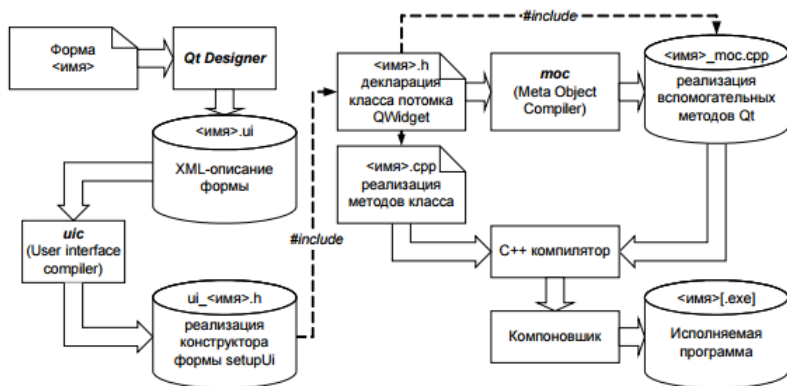 #include
Форма
<имя>
Qt Designer
<имя>.h
декларация
класса потомка
QWidget
moc
(Meta Object
Compiler)
<имя>_moc.cpp
реализация
вспомогательных
методов Qt
<имя>.ui
XML-описание
формы
<имя>.cpp
реализация
методов класса
uic
(User interface
compiler)
#include
C++ компилятор
ui_<имя>.h
реализация
конструктора
формы setupUi
Компоновшик
<имя>[.exe]
Исполняемая
программа